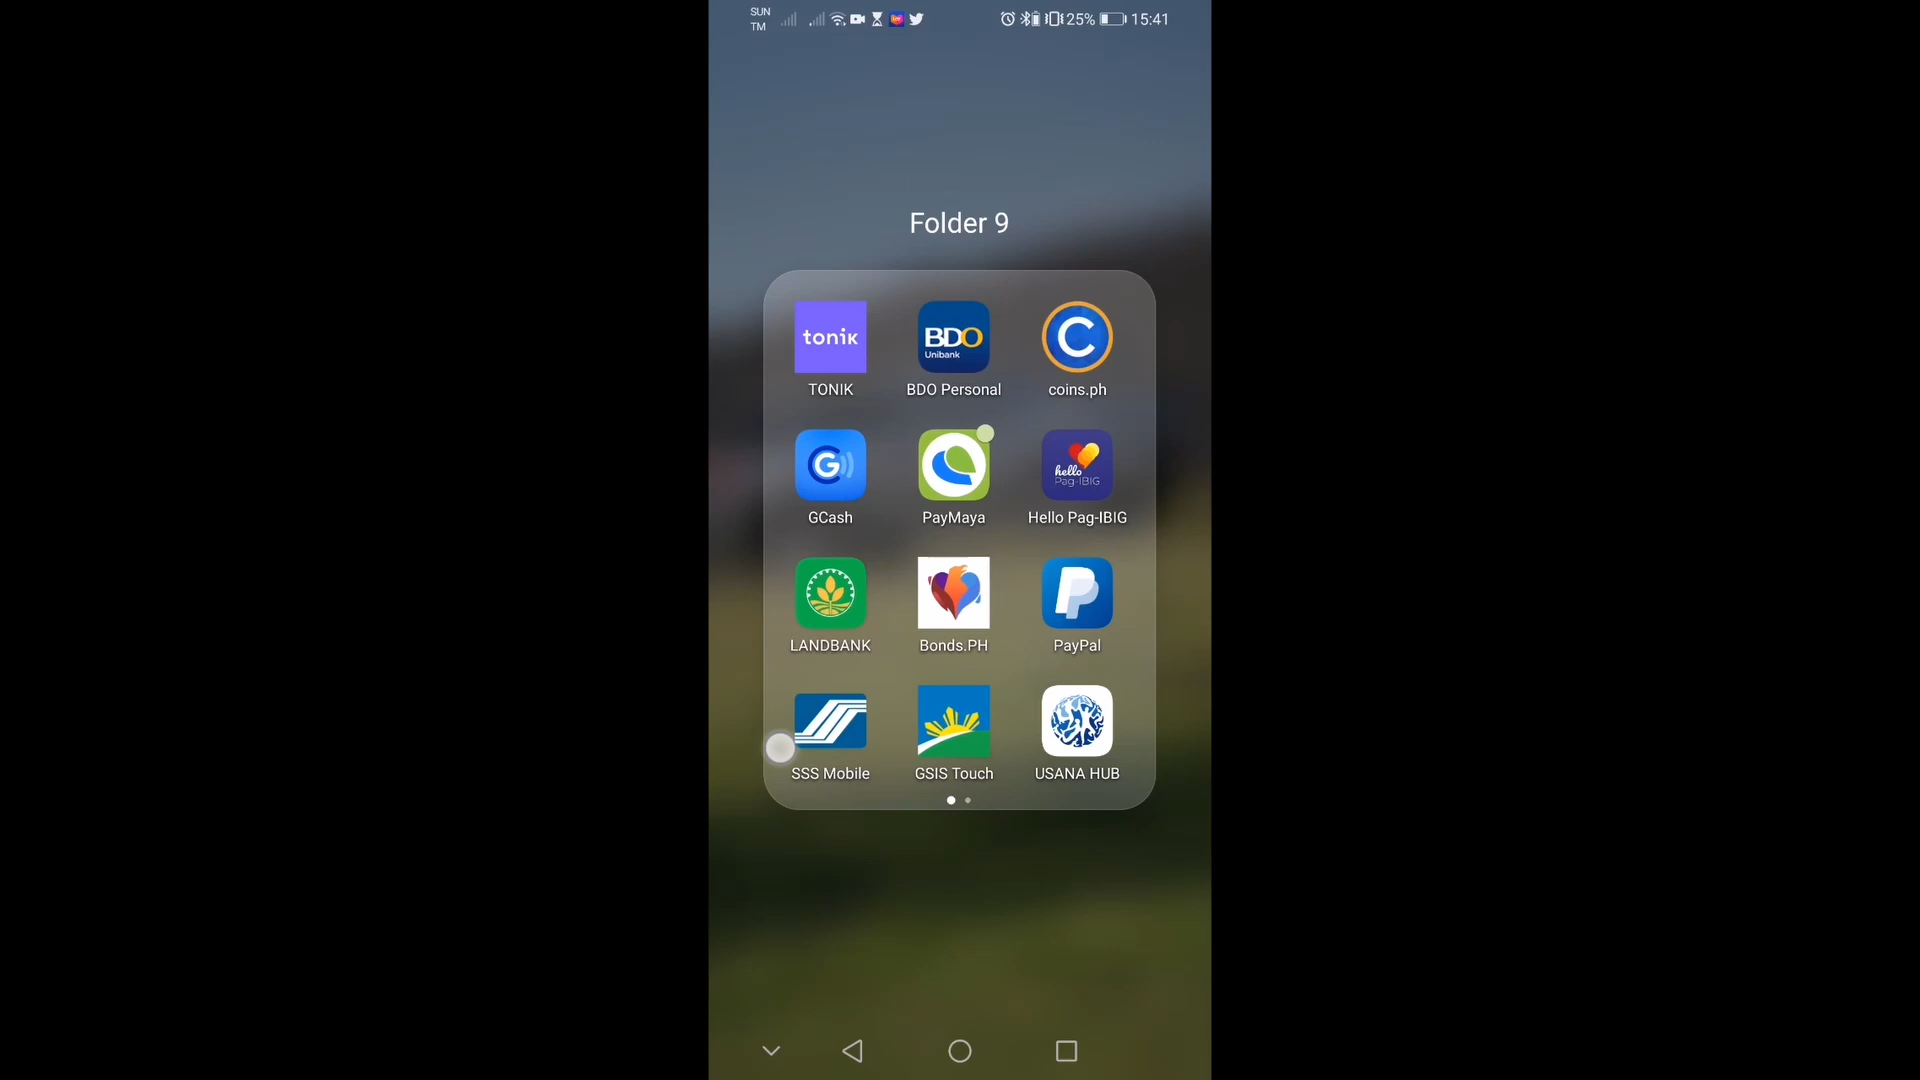 SUN
TM
25% 15:41
Folder 9
tonik
BDO
Unibank
C
TONIK
BDO Personal
coins.ph
G
hello
Pag-IBIG
GCash
PayMaya
Hello Pag-IBIG
LANDBANK
Bonds.PH
PayPal
SSS Mobile
GSIS Touch
USANA HUB